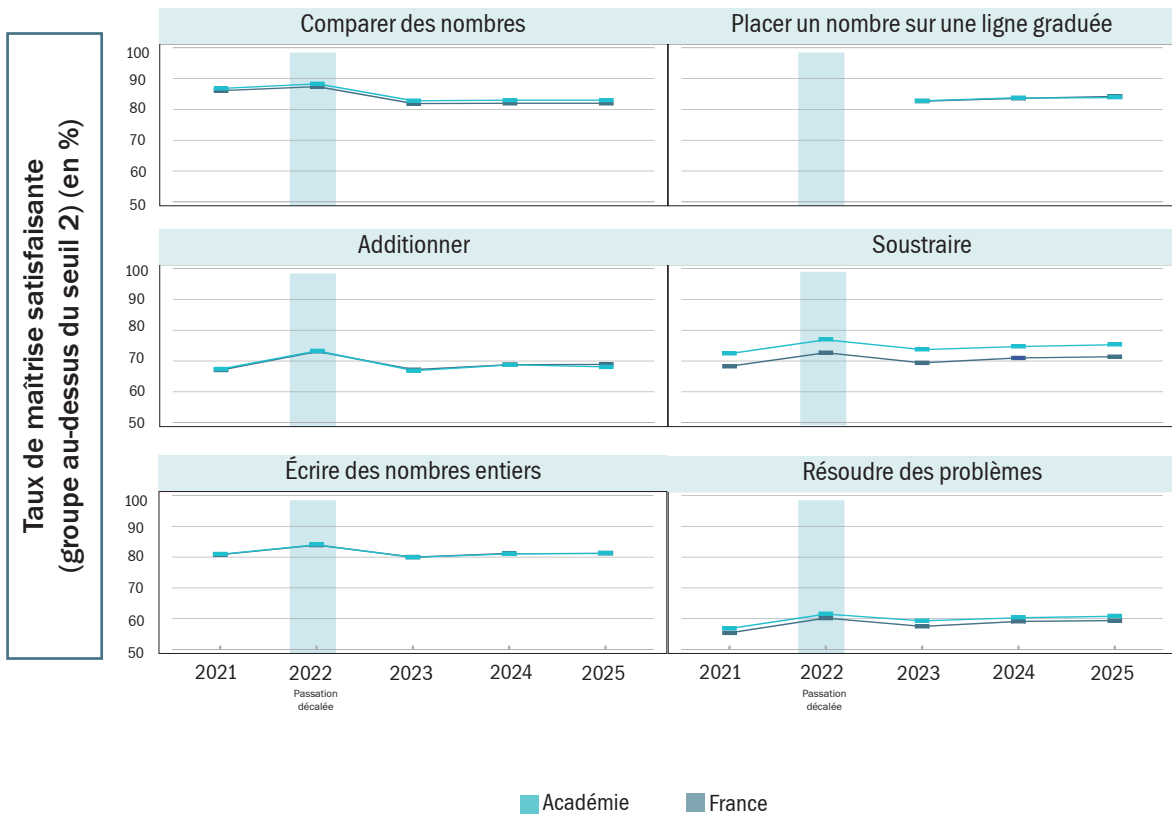 Taux de maîtrise satisfaisante
(groupe au-dessus du seuil 2) (en %)
Comparer des nombres
100
90
80
70
60
50
Placer un nombre sur une ligne graduée
Additionner
100
90
80
70
60
50
Soustraire
Écrire des nombres entiers
100
90
80
70
60
50
2021 2022 2023 2024 2025
Passation
décalée
Résoudre des problèmes
2021 2022 2023 2024 2025
Passation
décalée
Académie France